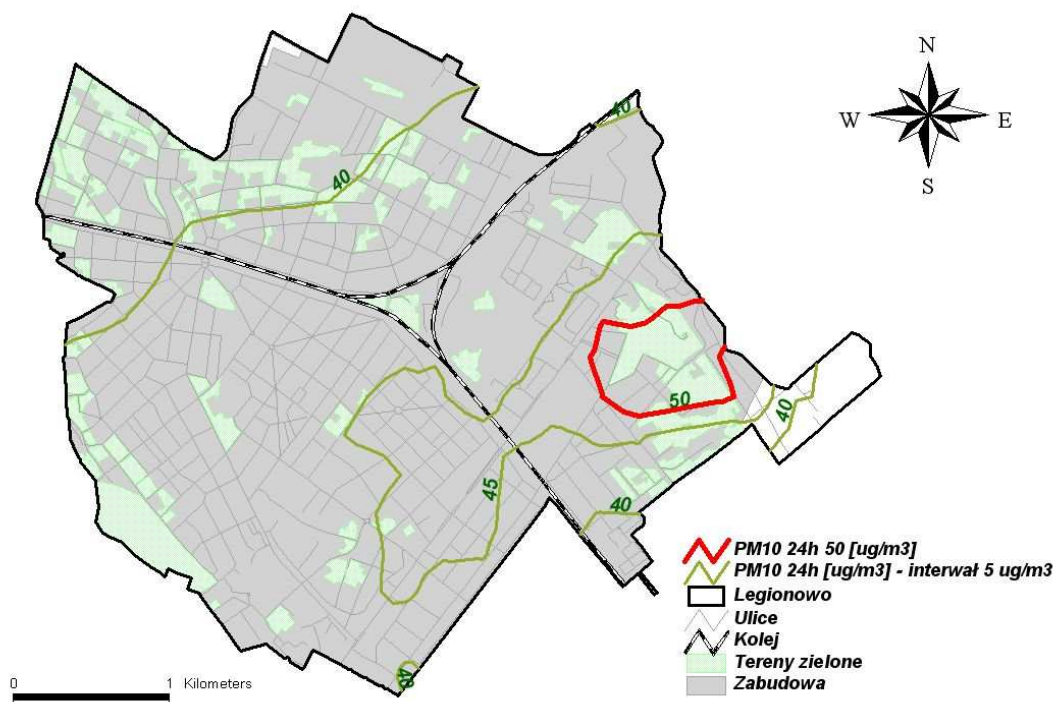 N
W
E
S
40
40
50
40
45
40
40
PM10 24h 50 [ug/m3]
PM10 24h [ug/m3] - interwał 5 ug/m3
Legionowo
Ulice
Kolej
Tereny zielone
Zabudowa
0 1 Kilometers